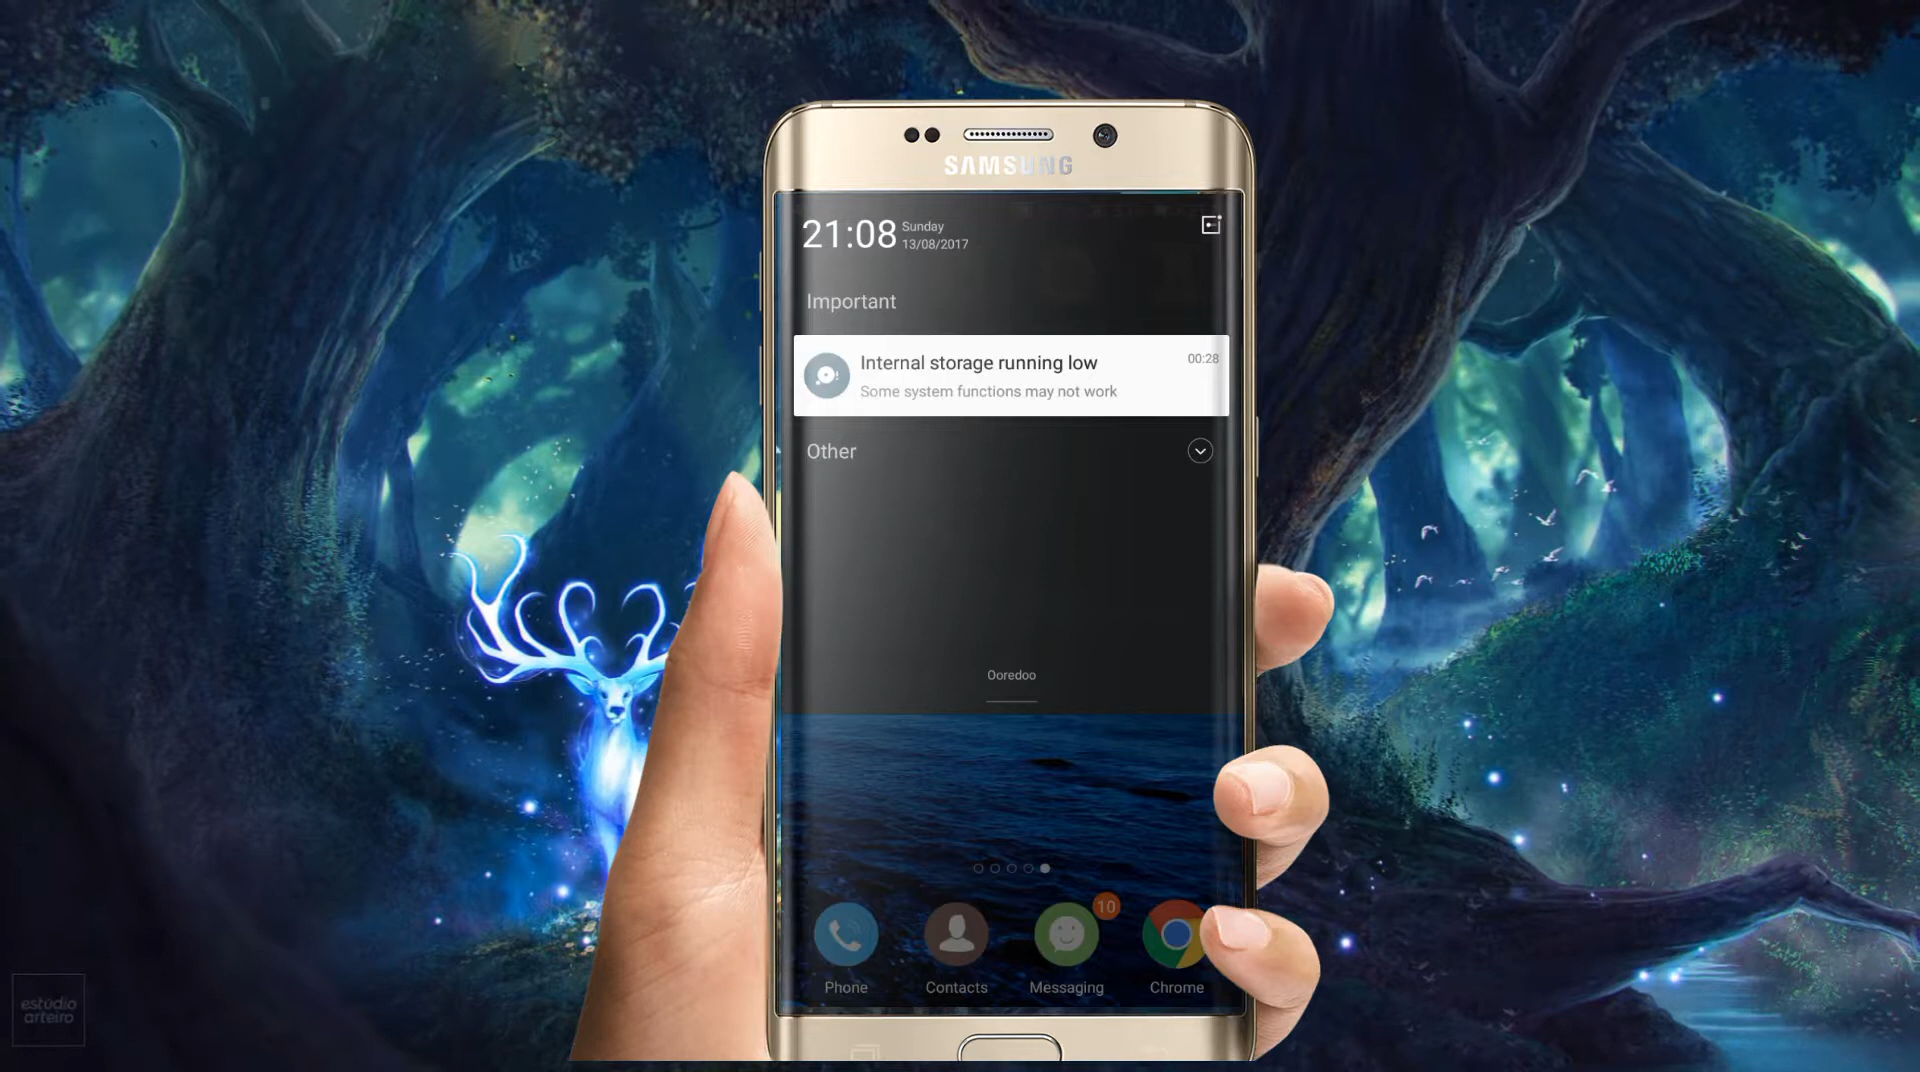 SAMSUNG
21:08
Sunday
13/08/2017
Important
Internal storage running low
00:28
Some system functions may not work
Other
Ooredoo
10
Phone
Contacts
Messaging
Chrome
estúdio
arteiro